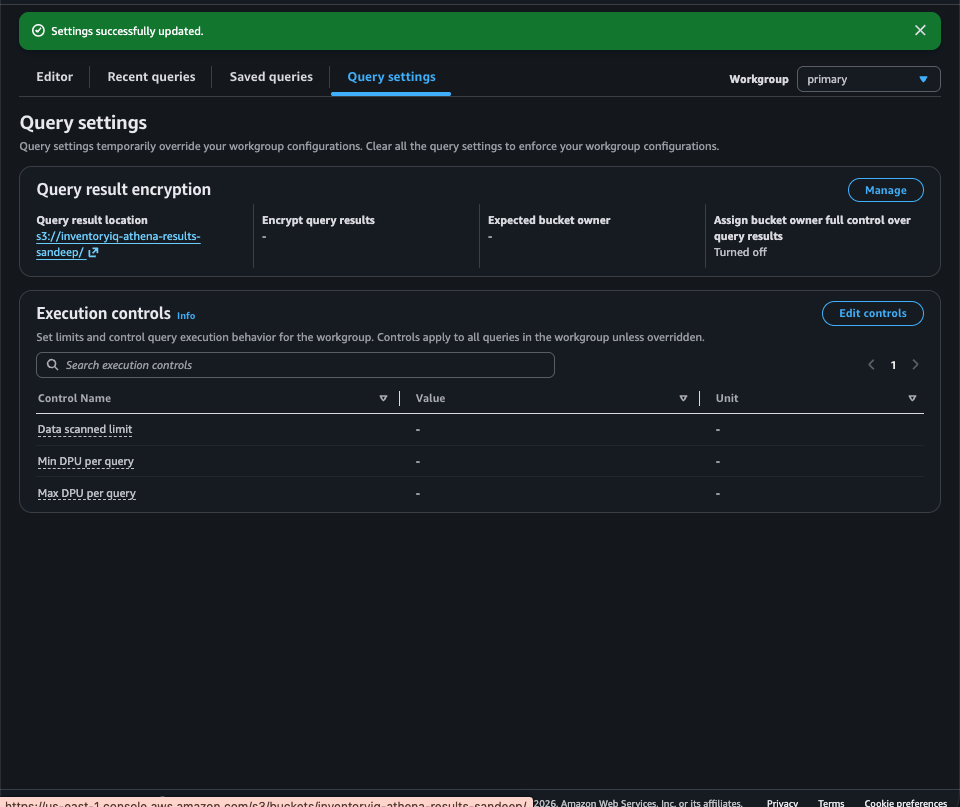 Settings successfully updated.
Editor
Recent queries
Saved queries
Query settings
Workgroup
primary
Query settings
Query settings temporarily override your workgroup configurations. Clear all the query settings to enforce your workgroup configurations.
Query result encryption
Manage
Query result location
s3://inventoryiq-athena-results-
sandeep/
Encrypt query results
-
Expected bucket owner
-
Assign bucket owner full control over
query results
Turned off
Execution controls Info
Edit controls
Set limits and control query execution behavior for the workgroup. Controls apply to all queries in the workgroup unless overridden.
Search execution controls
1
Control Name
Value
Unit
Data scanned limit - -
Min DPU per query - -
Max DPU per query - -
https://us-east-1.console.aws.amazon.com/s3/buckets/inventoryiq-athena-results-sandeep/
2026, Amazon Web Services, Inc. or its affiliates.
Privacy
Terms
Cookie preferences